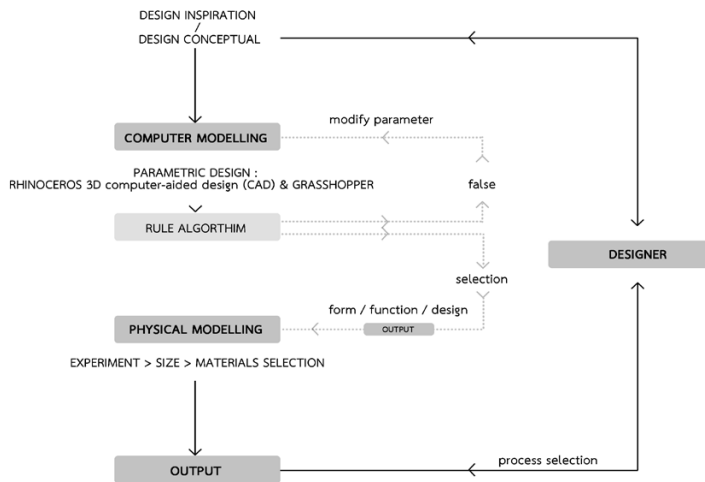 DESIGN INSPIRATION
/
DESIGN CONCEPTUAL
modify parameter
COMPUTER MODELLING
PARAMETRIC DESIGN :
RHINOCEROS 3D computer-aided design (CAD) & GRASSHOPPER
false
RULE ALGORTHIM
DESIGNER
selection
form / function / design
PHYSICAL MODELLING
OUTPUT
EXPERIMENT > SIZE > MATERIALS SELECTION
process selection
OUTPUT